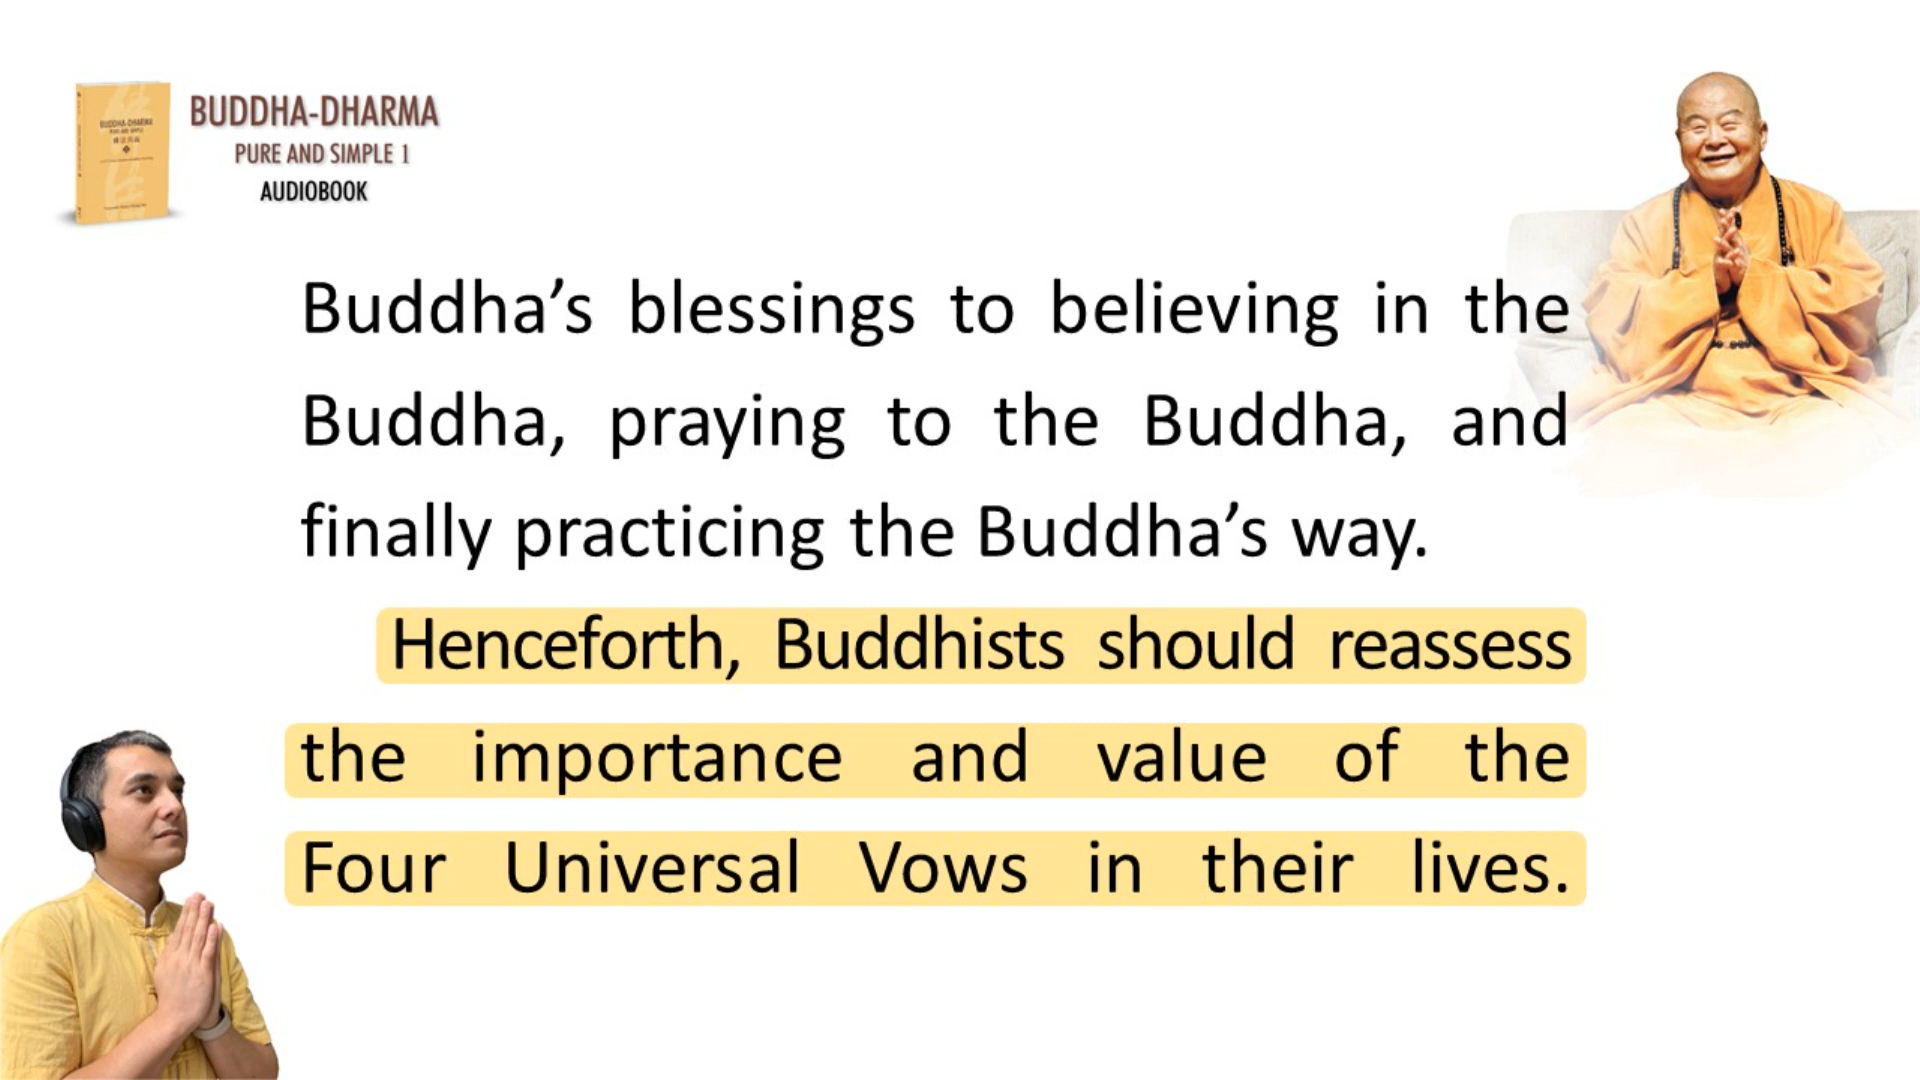 BUDDHA-DHARMA
PURE AND SIMPLE 1
AUDIOBOOK
BUDDHA-DHARMA
Buddha’s blessings to believing in the
Buddha, praying to the Buddha, and
finally practicing the Buddha’s way.
Henceforth, Buddhists should reassess
the importance and value of the
Four Universal Vows in their lives.